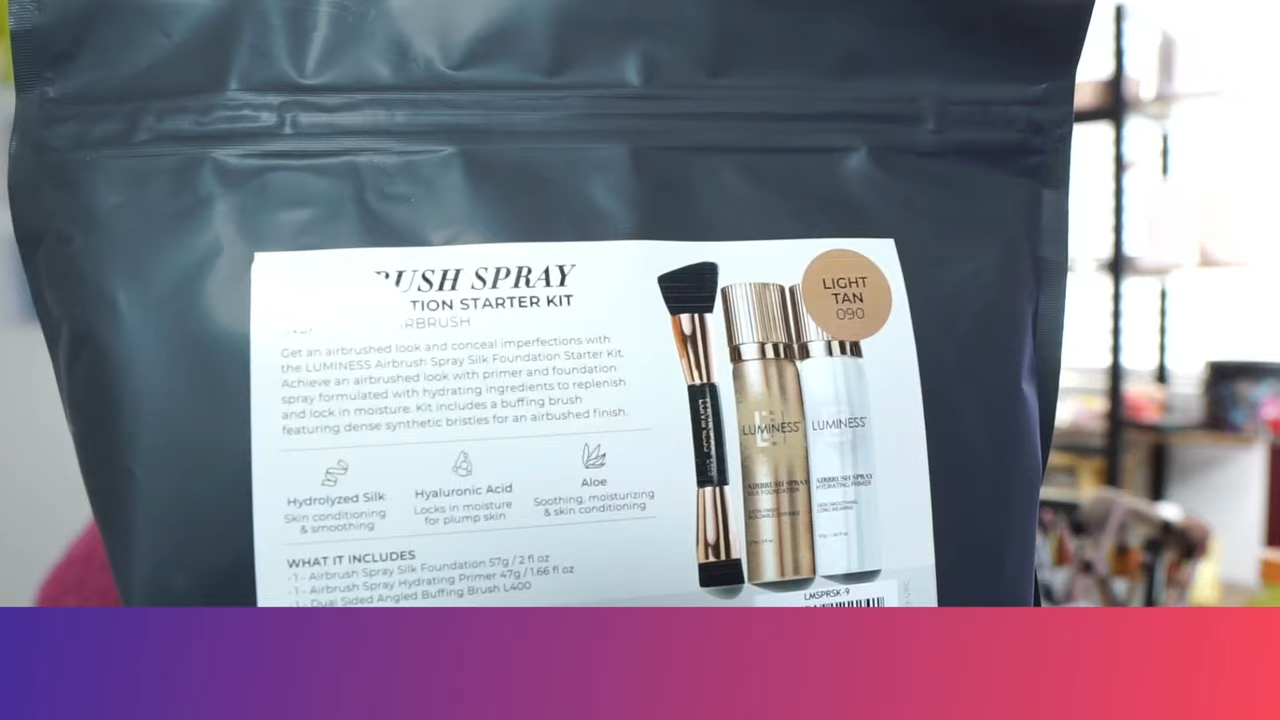 RUSH SPRAY
TION STARTER KIT
RBRUSH
Get an airbrushed look and conceal imperfections with
the LUMINESS Airbrush Spray Silk Foundation Starter Kit.
Achieve an airbrushed look with primer and foundation
spray formulated with hydrating ingredients to replenish
and lock in moisture. Kit includes a buffing brush
featuring dense synthetic bristles for an airbushed finish.
Hydrolyzed Silk
Skin conditioning
& smoothing
Hyaluronic Acid
Locks in moisture
for plump skin
Aloe
Soothing, moisturizing
& skin conditioning
WHAT IT INCLUDES
· 1 - Airbrush Spray Silk Foundation 57g / 2 fl oz
· 1 - Airbrush Spray Hydrating Primer 47g / 1.66 fl oz
· 1 - Dual Sided Angled Buffing Brush L400
LIGHT
TAN
090
LUMINESS
LUMINESS
AIRBRUSH SPRAY
SILK FOUNDATION
LUMINESS
AIRBRUSH SPRAY
HYDRATING PRIMER
SKIN SMOOTHING
LONG WEARING
LMSPRSK-9